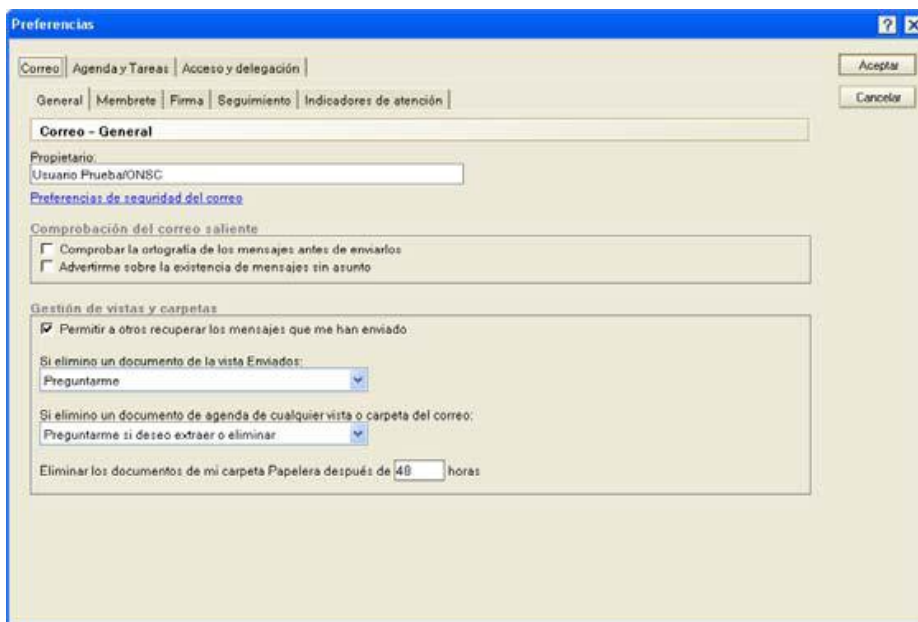 Preferencias
Correo Agenda y Tareas Acceso y delegación
Aceptar
General Membrete Firma Seguimiento Indicadores de atención
Cancelar
Correo - General
Propietario:
Usuario Prueba/ONSC
Preferencias de seguridad del correo
Comprobación del correo saliente
Comprobar la ortografía de los mensajes antes de enviarlos
Advertirme sobre la existencia de mensajes sin asunto
Gestión de vistas y carpetas
Permitir a otros recuperar los mensajes que me han enviado
Si elimino un documento de la vista Enviados:
Preguntarme
Si elimino un documento de agenda de cualquier vista o carpeta del correo:
Preguntarme si deseo extraer o eliminar
Eliminar los documentos de mi carpeta Papelera después de 48 horas